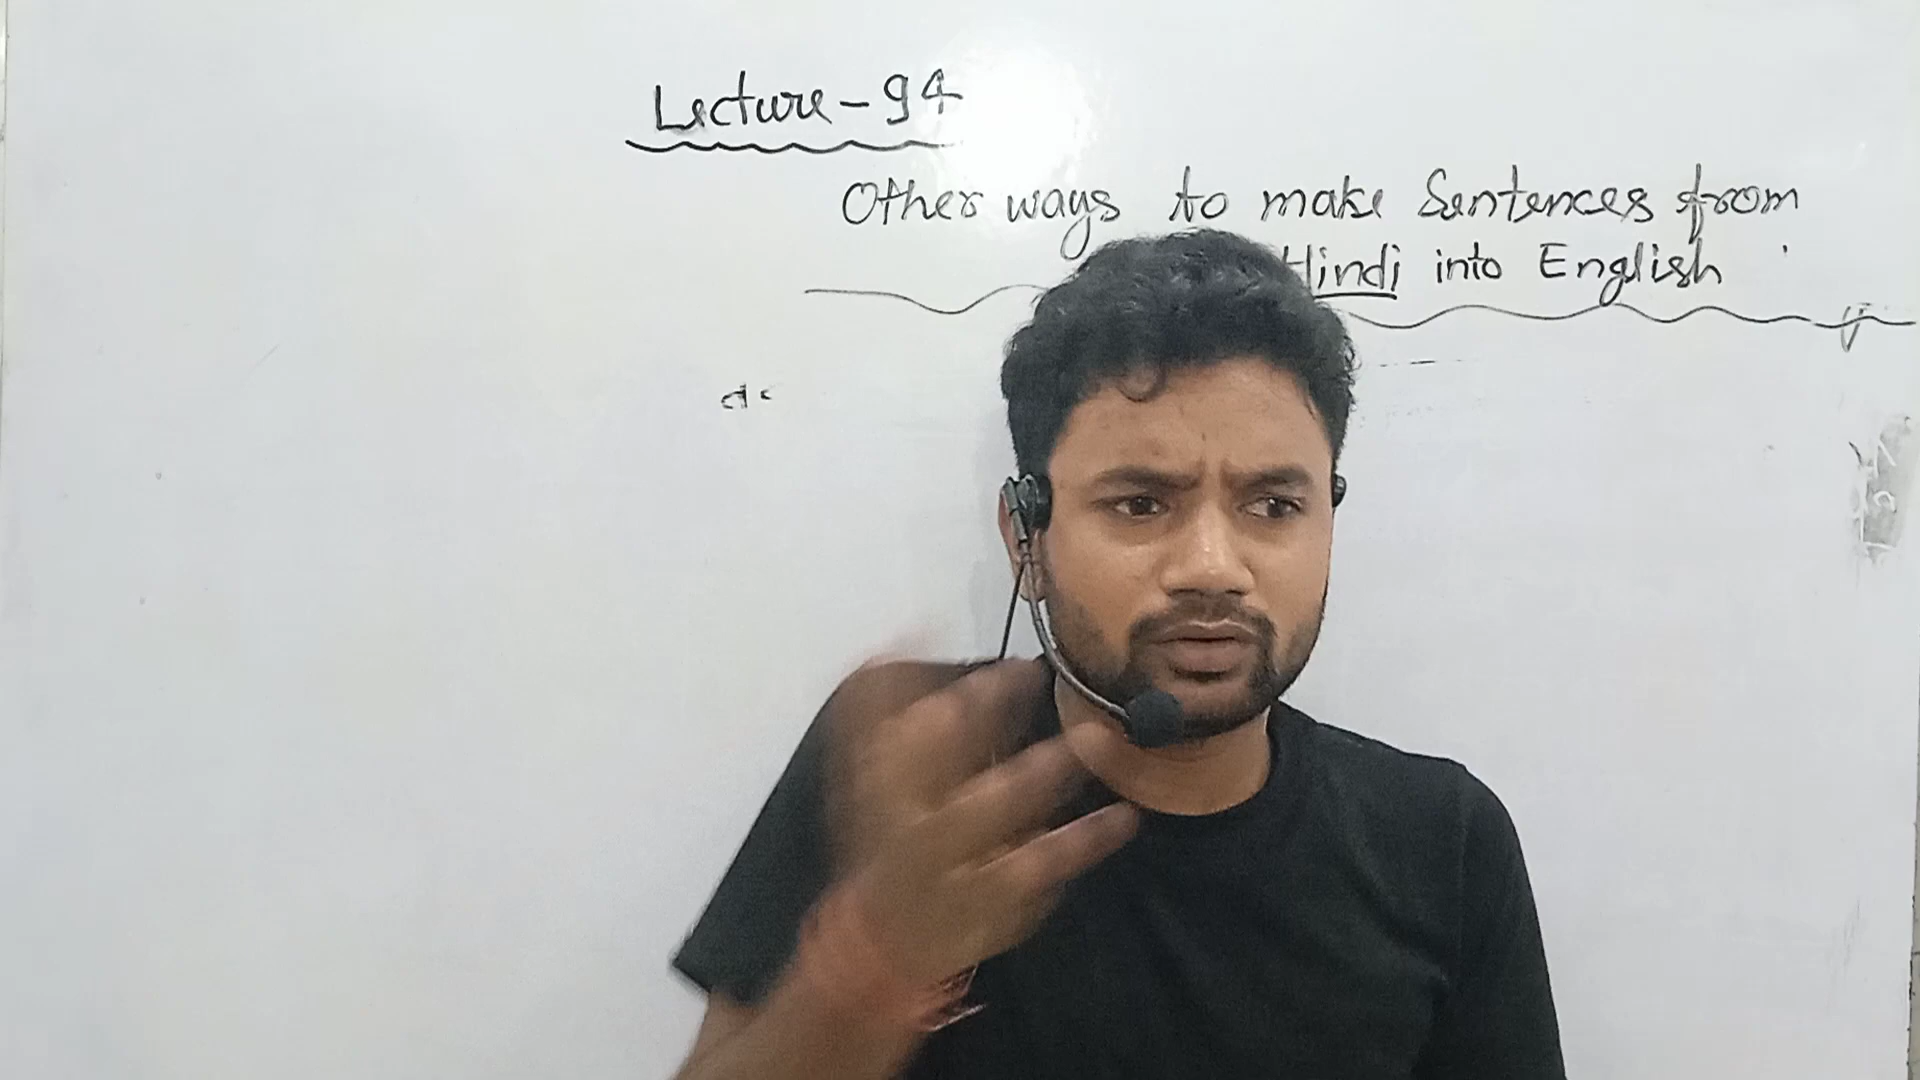 Lecture - 94
Other ways to make Sentences from
Hindi into English